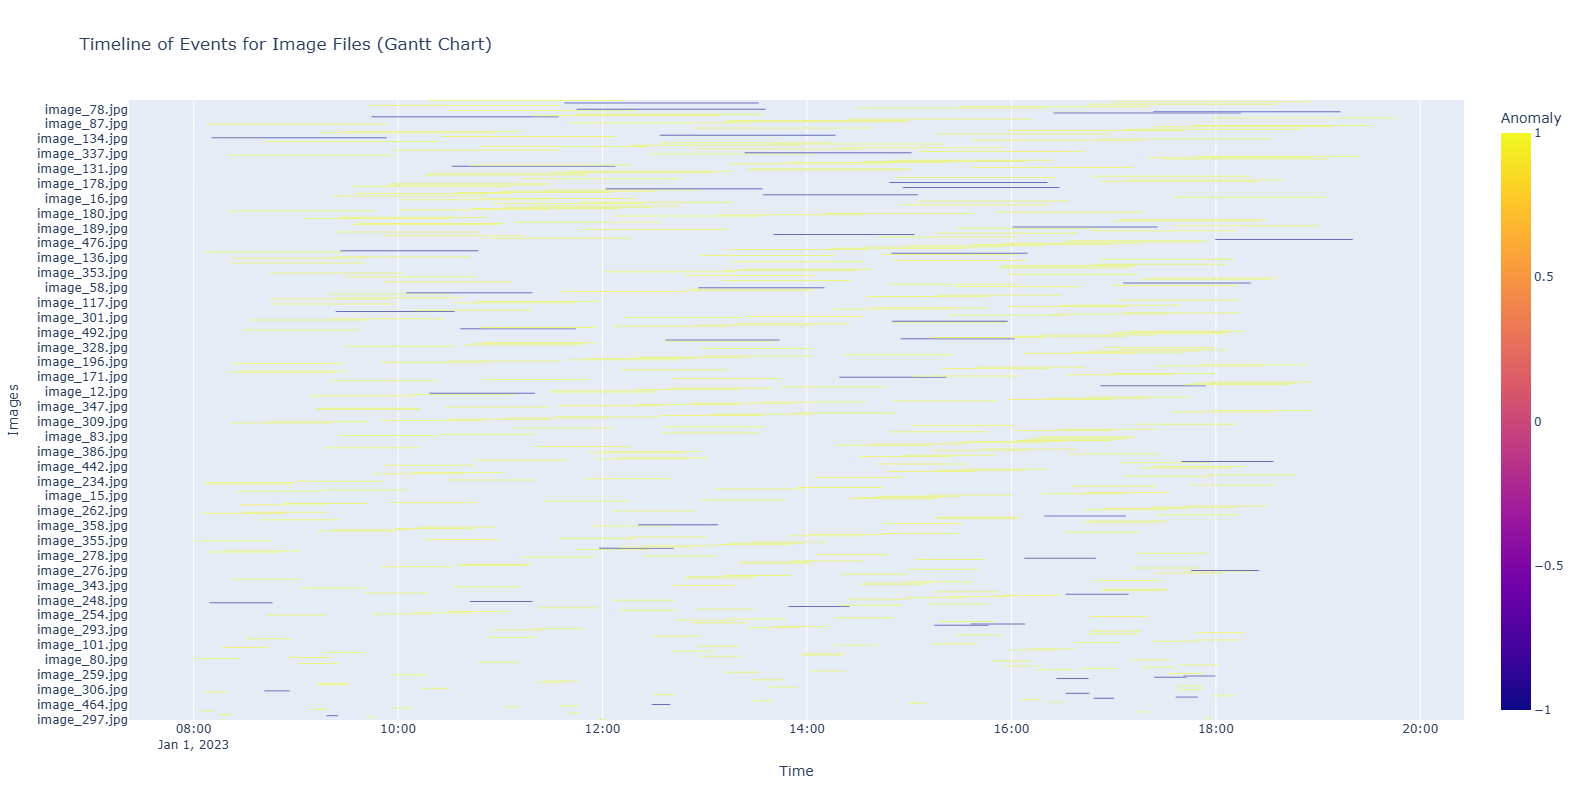 Timeline of Events for Image Files (Gantt Chart)
Anomaly
1
0.5
0
−0.5
−1
Images
image_78.jpg
image_87.jpg
image_134.jpg
image_337.jpg
image_131.jpg
image_178.jpg
image_16.jpg
image_180.jpg
image_189.jpg
image_476.jpg
image_136.jpg
image_353.jpg
image_58.jpg
image_117.jpg
image_301.jpg
image_492.jpg
image_328.jpg
image_196.jpg
image_171.jpg
image_12.jpg
image_347.jpg
image_309.jpg
image_83.jpg
image_386.jpg
image_442.jpg
image_234.jpg
image_15.jpg
image_262.jpg
image_358.jpg
image_355.jpg
image_278.jpg
image_276.jpg
image_343.jpg
image_248.jpg
image_254.jpg
image_293.jpg
image_101.jpg
image_80.jpg
image_259.jpg
image_306.jpg
image_464.jpg
image_297.jpg
08:00 10:00 12:00 14:00 16:00 18:00 20:00
Jan 1, 2023
Time